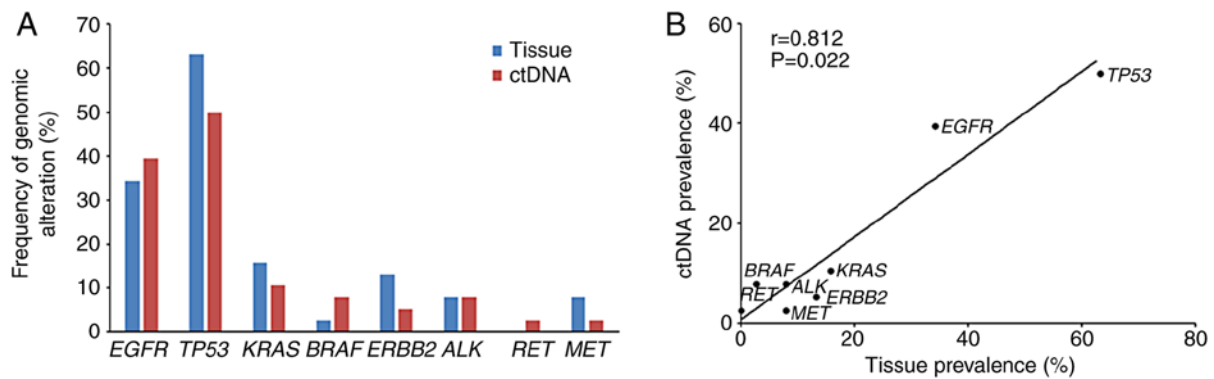 A
Frequency of genomic
alteration (%)
70
60
50
40
30
20
10
0
Tissue
ctDNA
EGFR TP53 KRAS BRAF ERBB2 ALK RET MET
B
ctDNA prevalence (%)
60
40
20
0
r=0.812
P=0.022
TP53
EGFR
BRAF
KRAS
RET
ALK
ERBB2
MET
0 20 40 60 80
Tissue prevalence (%)